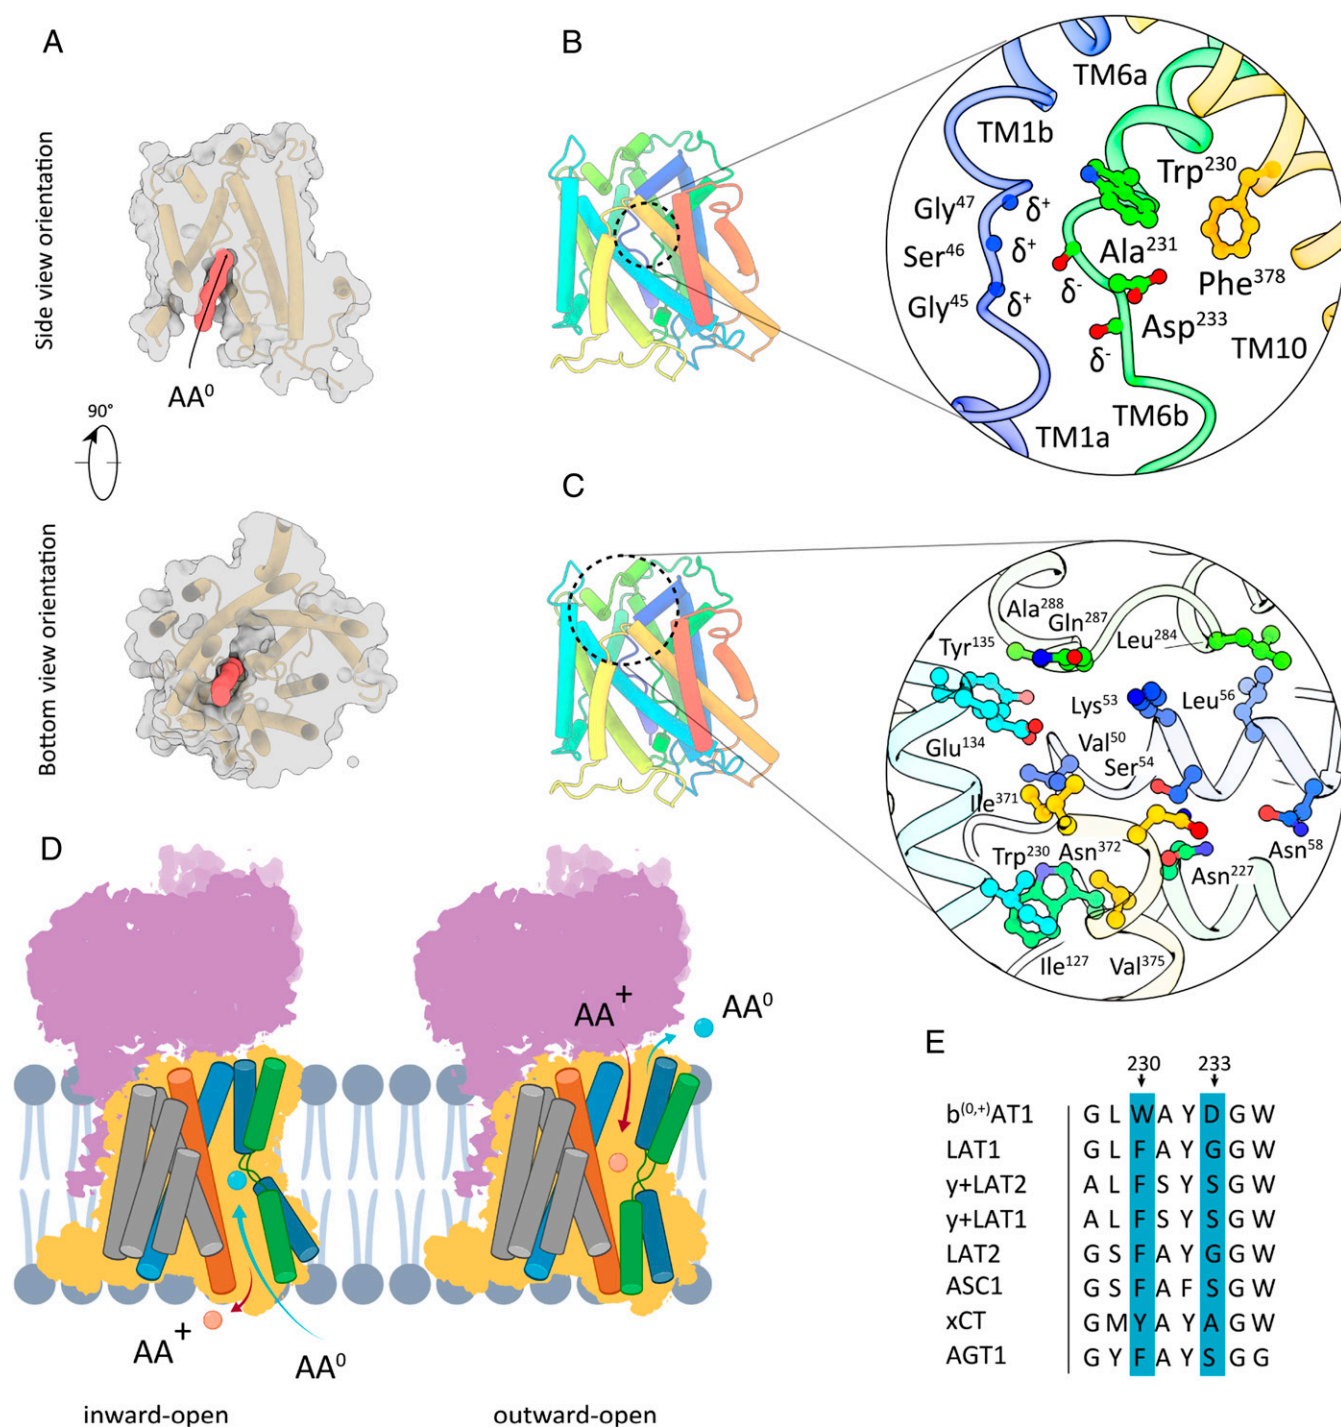 A
Side view orientation
AA⁰
90°
Bottom view orientation
B
TM6a
TM1b
Trp²³⁰
Gly⁴⁷
δ⁺
Ser⁴⁶
δ⁺
Ala²³¹
Gly⁴⁵
δ⁺
δ⁻
Phe³⁷⁸
Asp²³³
δ⁻
TM10
TM6b
TM1a
C
Ala²⁸⁸
Gln²⁸⁷
Leu²⁸⁴
Tyr¹³⁵
Lys⁵³
Leu⁵⁶
Glu¹³⁴
Val⁵⁰
Ser⁵⁴
Ile³⁷¹
Trp²³⁰
Asn³⁷²
Asn⁵⁸
Asn²²⁷
Ile¹²⁷
Val³⁷⁵
D
AA⁺
AA⁰
AA⁺
AA⁰
inward-open
outward-open
E
230 233
b⁽⁰,⁺⁾AT1 G L W A Y D G W
LAT1 G L F A Y G G W
y+LAT2 A L F S Y S G W
y+LAT1 A L F S Y S G W
LAT2 G S F A Y G G W
ASC1 G S F A F S G W
xCT G M Y A Y A G W
AGT1 G Y F A Y S G G